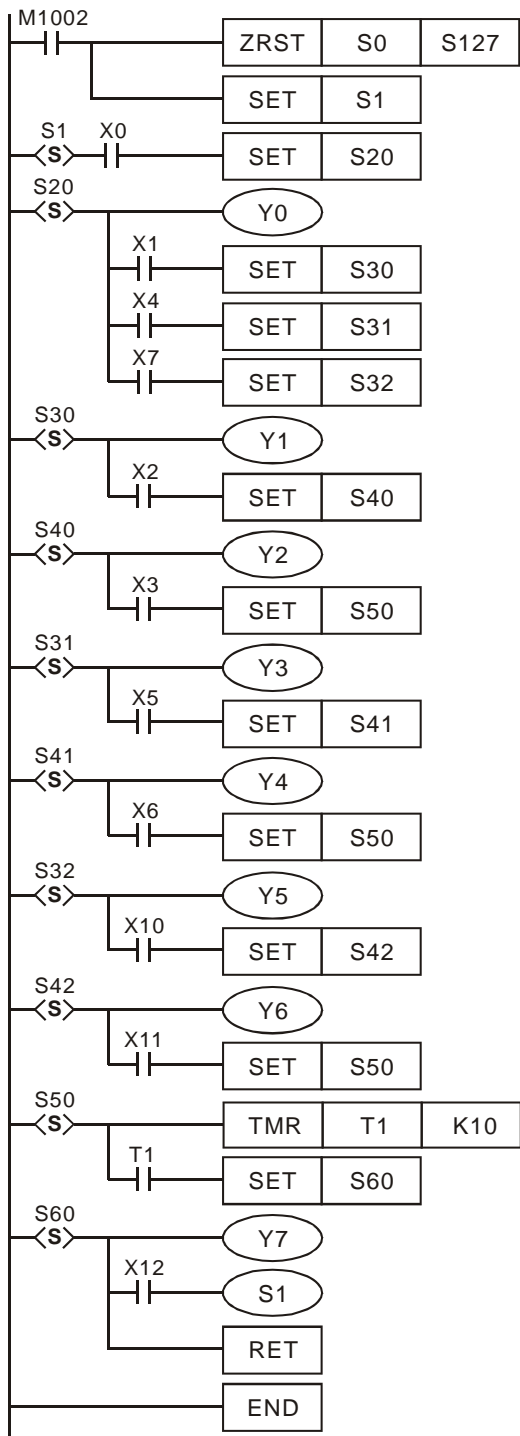 M1002
ZRST S0 S127
SET S1
S1 X0
S SET S20
S20
S Y0
X1
SET S30
X4
SET S31
X7
SET S32
S30
S Y1
X2
SET S40
S40
S Y2
X3
SET S50
S31
S Y3
X5
SET S41
S41
S Y4
X6
SET S50
S32
S Y5
X10
SET S42
S42
S Y6
X11
SET S50
S50
S TMR T1 K10
T1
SET S60
S60
S Y7
X12
S1
RET
END